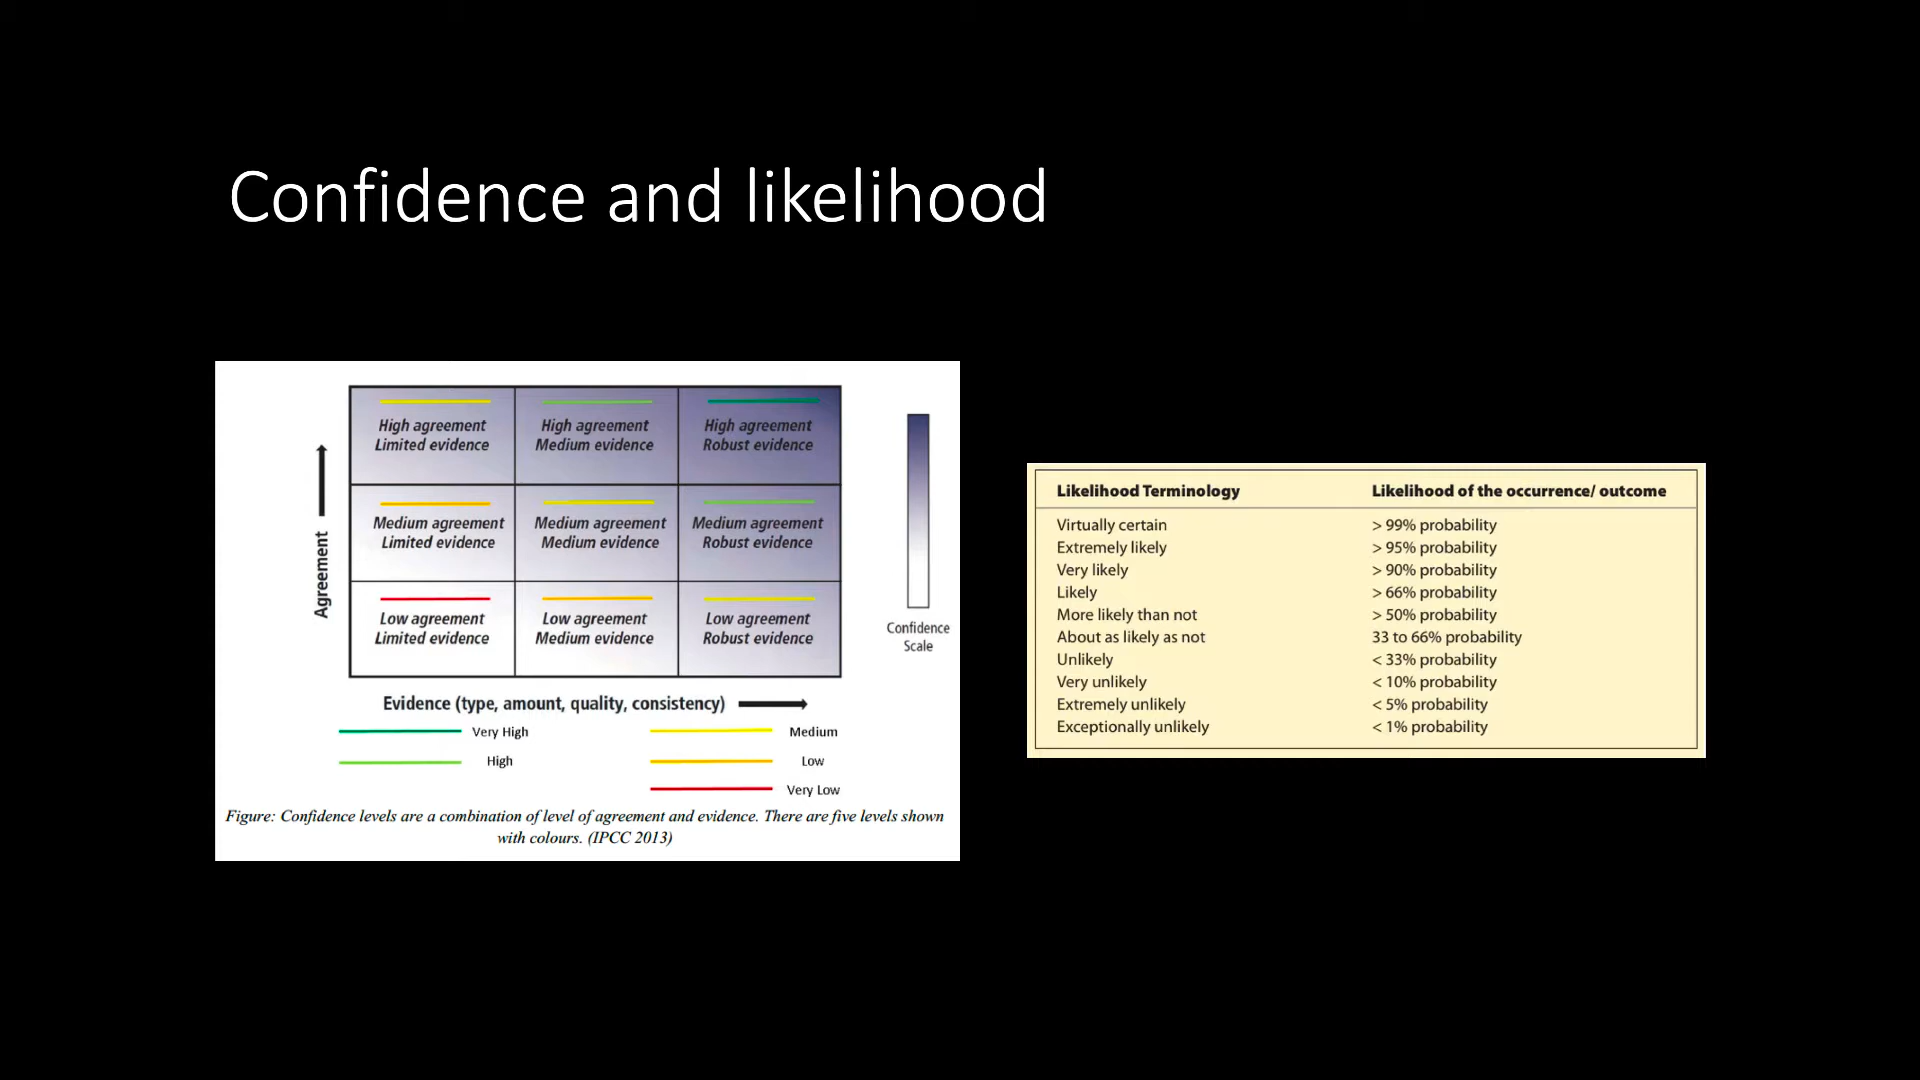 Confidence and likelihood
High agreement
Limited evidence
High agreement
Medium evidence
High agreement
Robust evidence
Medium agreement
Limited evidence
Medium agreement
Medium evidence
Medium agreement
Robust evidence
Low agreement
Limited evidence
Low agreement
Medium evidence
Low agreement
Robust evidence
Agreement
Evidence (type, amount, quality, consistency)
Confidence
Scale
Very High
Medium
High
Low
Very Low
Figure: Confidence levels are a combination of level of agreement and evidence. There are five levels shown
with colours. (IPCC 2013)
Likelihood Terminology Likelihood of the occurrence/ outcome
Virtually certain > 99% probability
Extremely likely > 95% probability
Very likely > 90% probability
Likely > 66% probability
More likely than not > 50% probability
About as likely as not 33 to 66% probability
Unlikely < 33% probability
Very unlikely < 10% probability
Extremely unlikely < 5% probability
Exceptionally unlikely < 1% probability